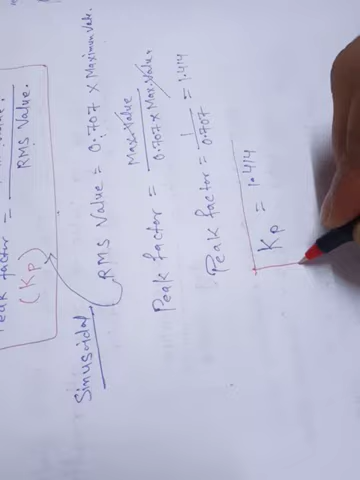 Peak factor = / RMS Value.
(Kp)
Sinusoidal
RMS Value = 0.707 × Maximum Value.
Peak factor = Max. Value / 0.707 × Max. Value.
Peak factor = 1 / 0.707 = 1.414
Kp = 1.414